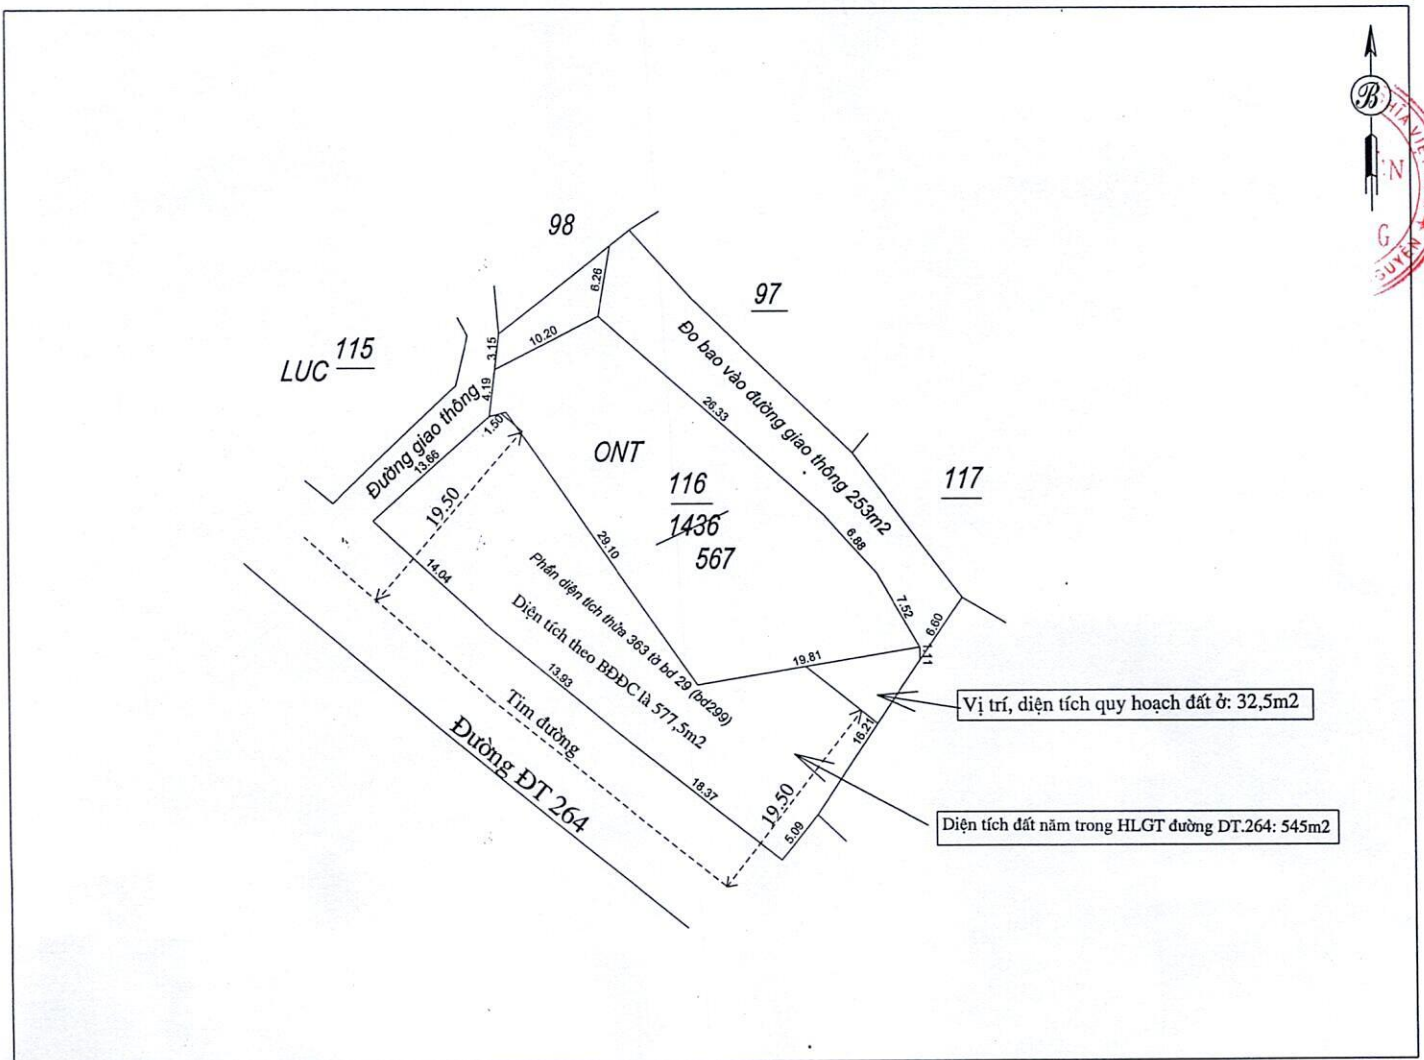 B
HĨA VIỆ
N
G
GUYÊN
98
97
6.26
115
LUC
3.15
10.20
4.19
Đường giao thông
1.50
13.66
19.50
Đo bao vào đường giao thông 253m2
26.33
ONT
116
1436
567
117
29.10
6.88
7.52
6.60
1.11
14.04
Phần diện tích thửa 363 tờ bđ 29 (bd299)
Diện tích theo BĐĐC là 577,5m2
19.81
13.93
Tim đường
Đường ĐT 264
Vị trí, diện tích quy hoạch đất ở: 32,5m2
16.21
18.37
19.50
5.09
Diện tích đất năm trong HLGT đường DT.264: 545m2